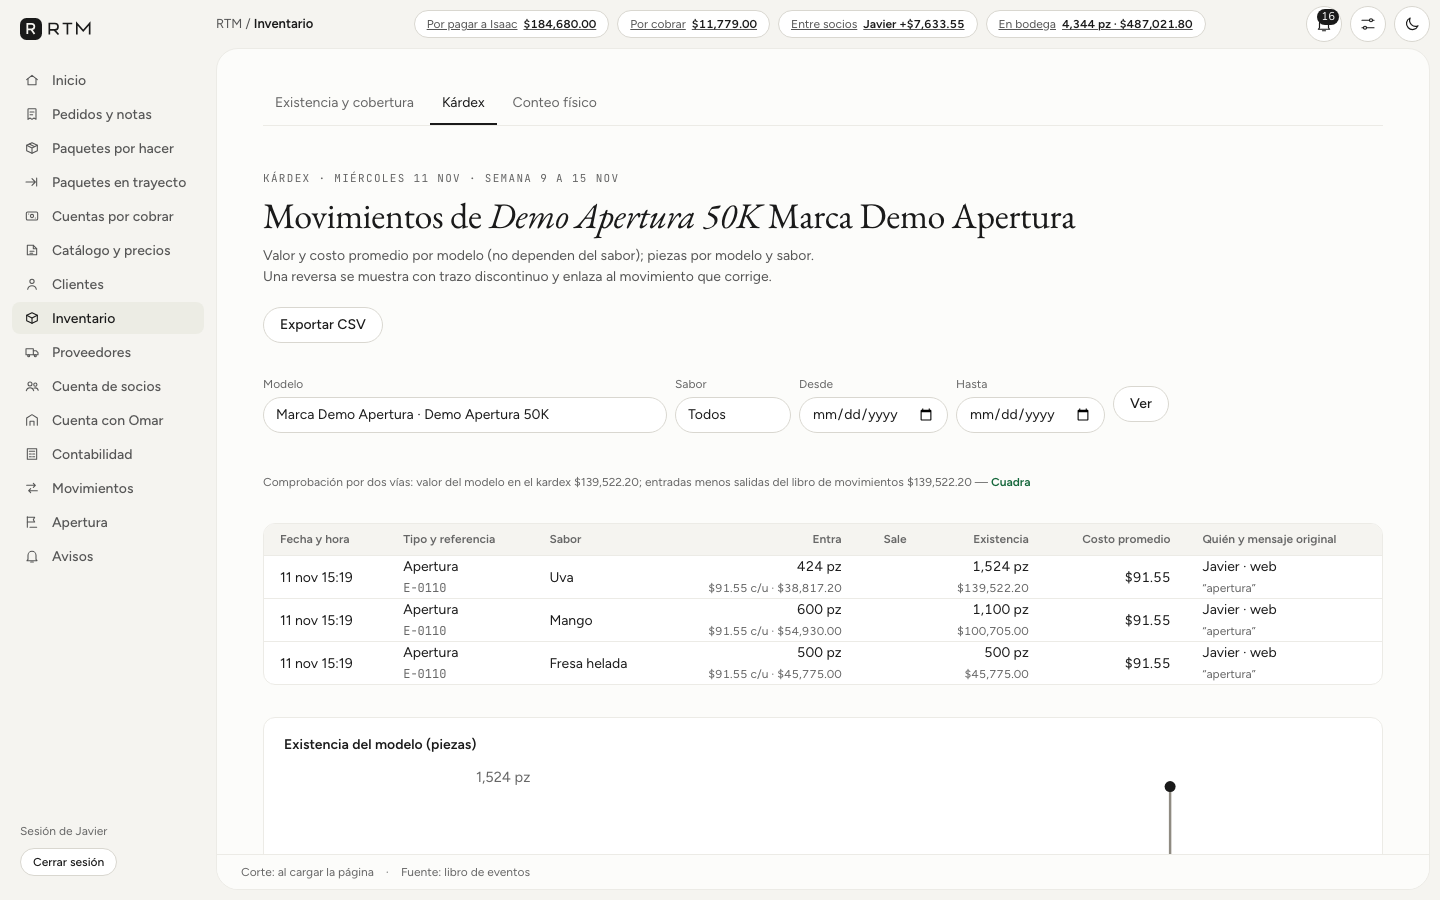 R RTM
RTM / Inventario
Por pagar a Isaac $184,680.00
Por cobrar $11,779.00
Entre socios Javier +$7,633.55
En bodega 4,344 pz · $487,021.80
16
Inicio
Pedidos y notas
Paquetes por hacer
Paquetes en trayecto
Cuentas por cobrar
Catálogo y precios
Clientes
Inventario
Proveedores
Cuenta de socios
Cuenta con Omar
Contabilidad
Movimientos
Apertura
Avisos
Sesión de Javier
Cerrar sesión
Existencia y cobertura Kárdex Conteo físico
KÁRDEX · MIÉRCOLES 11 NOV · SEMANA 9 A 15 NOV
Movimientos de Demo Apertura 50K Marca Demo Apertura
Valor y costo promedio por modelo (no dependen del sabor); piezas por modelo y sabor.
Una reversa se muestra con trazo discontinuo y enlaza al movimiento que corrige.
Exportar CSV
Modelo Sabor Desde Hasta
Marca Demo Apertura · Demo Apertura 50K Todos mm/dd/yyyy mm/dd/yyyy Ver
Comprobación por dos vías: valor del modelo en el kardex $139,522.20; entradas menos salidas del libro de movimientos $139,522.20 — Cuadra
Fecha y hora Tipo y referencia Sabor Entra Sale Existencia Costo promedio Quién y mensaje original
11 nov 15:19 Apertura Uva 424 pz 1,524 pz $91.55 Javier · web
E-0110 $91.55 c/u · $38,817.20 $139,522.20 “apertura”
11 nov 15:19 Apertura Mango 600 pz 1,100 pz $91.55 Javier · web
E-0110 $91.55 c/u · $54,930.00 $100,705.00 “apertura”
11 nov 15:19 Apertura Fresa helada 500 pz 500 pz $91.55 Javier · web
E-0110 $91.55 c/u · $45,775.00 $45,775.00 “apertura”
Existencia del modelo (piezas)
1,524 pz
Corte: al cargar la página · Fuente: libro de eventos